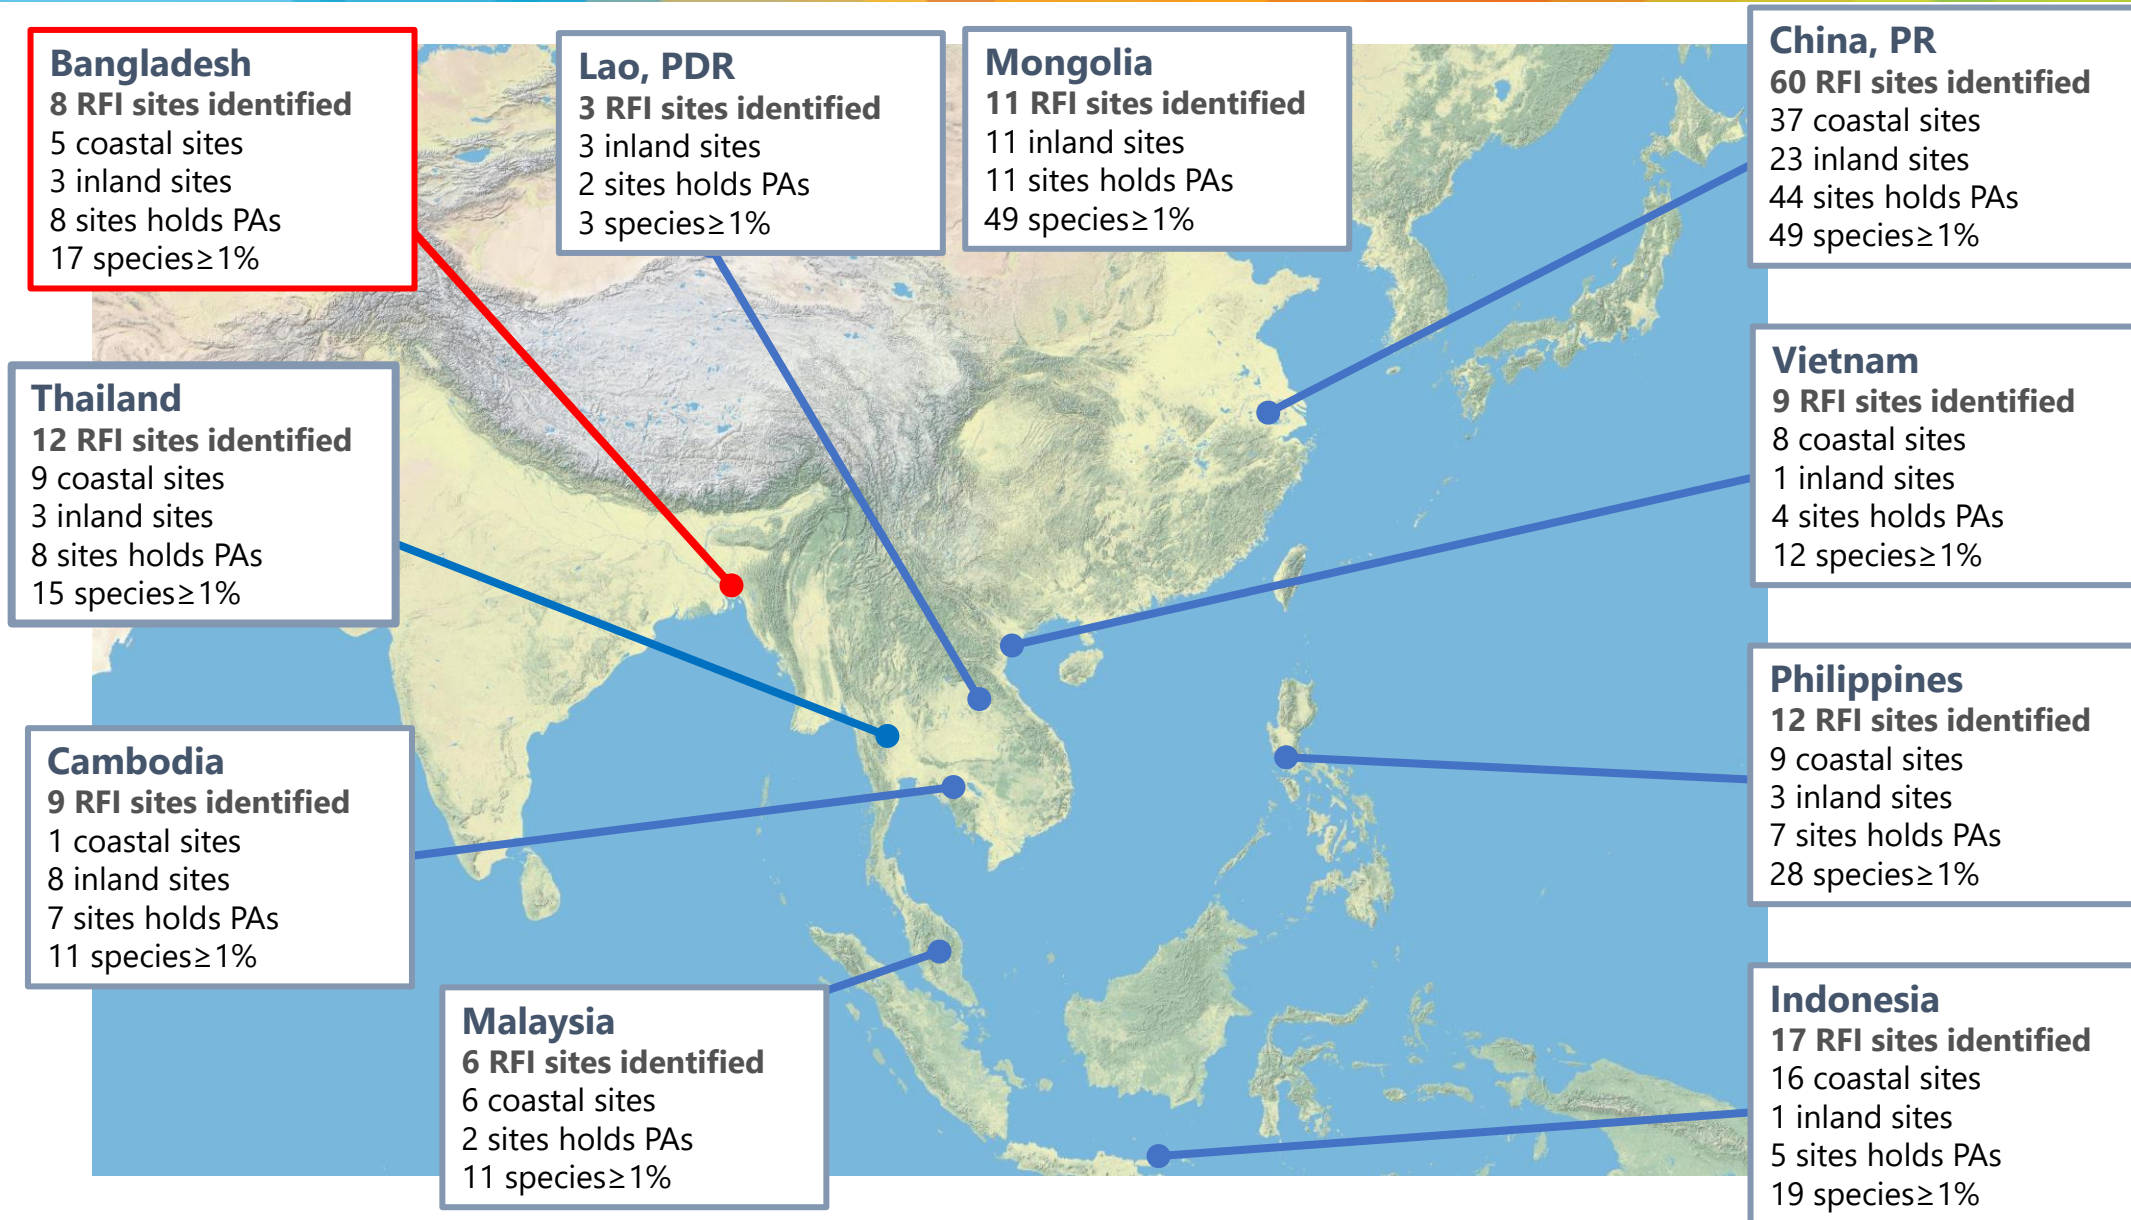 Bangladesh
8 RFI sites identified
5 coastal sites
3 inland sites
8 sites holds PAs
17 species≥1%
Lao, PDR
3 RFI sites identified
3 inland sites
2 sites holds PAs
3 species≥1%
Mongolia
11 RFI sites identified
11 inland sites
11 sites holds PAs
49 species≥1%
China, PR
60 RFI sites identified
37 coastal sites
23 inland sites
44 sites holds PAs
49 species≥1%
Thailand
12 RFI sites identified
9 coastal sites
3 inland sites
8 sites holds PAs
15 species≥1%
Vietnam
9 RFI sites identified
8 coastal sites
1 inland sites
4 sites holds PAs
12 species≥1%
Cambodia
9 RFI sites identified
1 coastal sites
8 inland sites
7 sites holds PAs
11 species≥1%
Philippines
12 RFI sites identified
9 coastal sites
3 inland sites
7 sites holds PAs
28 species≥1%
Malaysia
6 RFI sites identified
6 coastal sites
2 sites holds PAs
11 species≥1%
Indonesia
17 RFI sites identified
16 coastal sites
1 inland sites
5 sites holds PAs
19 species≥1%